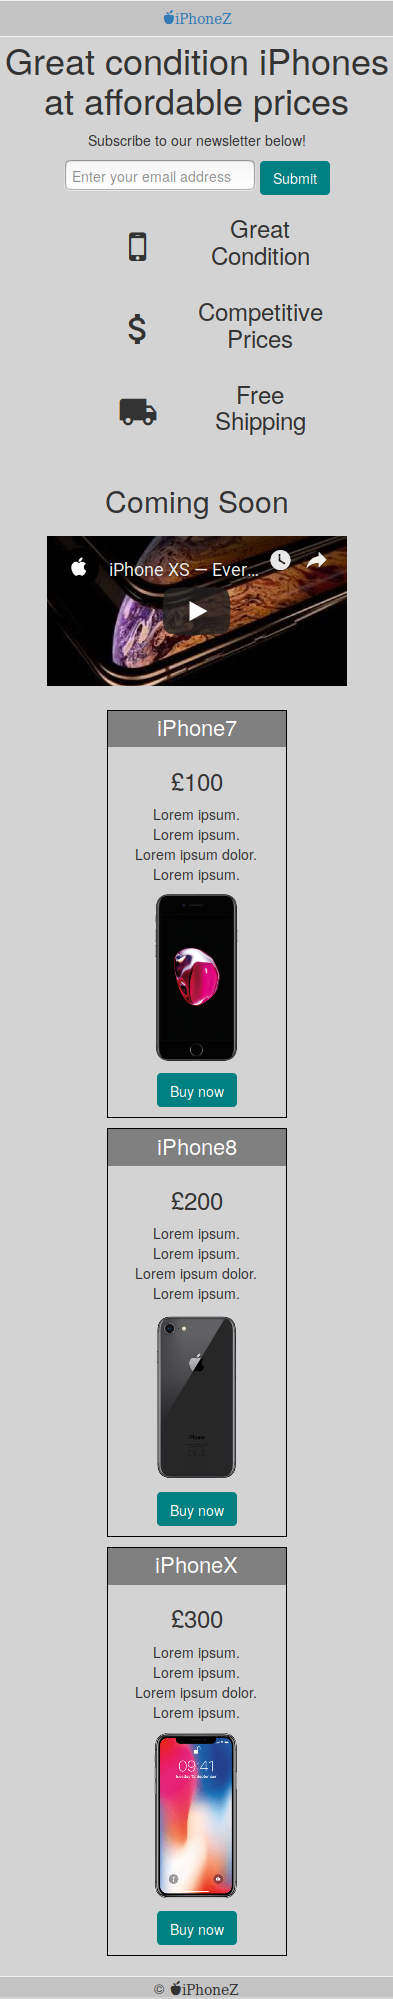 iPhoneZ
Great condition iPhones
at affordable prices
Subscribe to our newsletter below!
Enter your email address
Submit
Great
Condition
$
Competitive
Prices
Free
Shipping
Coming Soon
iPhone XS — Ever...
iPhone7
£100
Lorem ipsum.
Lorem ipsum.
Lorem ipsum dolor.
Lorem ipsum.
Buy now
iPhone8
£200
Lorem ipsum.
Lorem ipsum.
Lorem ipsum dolor.
Lorem ipsum.
iPhone
Buy now
iPhoneX
£300
Lorem ipsum.
Lorem ipsum.
Lorem ipsum dolor.
Lorem ipsum.
09:41
Buy now
© iPhoneZ